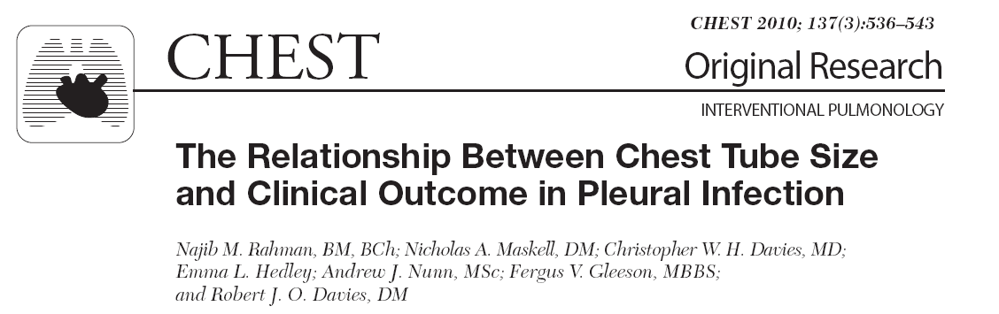 CHEST 2010; 137(3):536–543
CHEST
Original Research
INTERVENTIONAL PULMONOLOGY
The Relationship Between Chest Tube Size
and Clinical Outcome in Pleural Infection
Najib M. Rahman, BM, BCh; Nicholas A. Maskell, DM; Christopher W. H. Davies, MD;
Emma L. Hedley; Andrew J. Nunn, MSc; Fergus V. Gleeson, MBBS;
and Robert J. O. Davies, DM